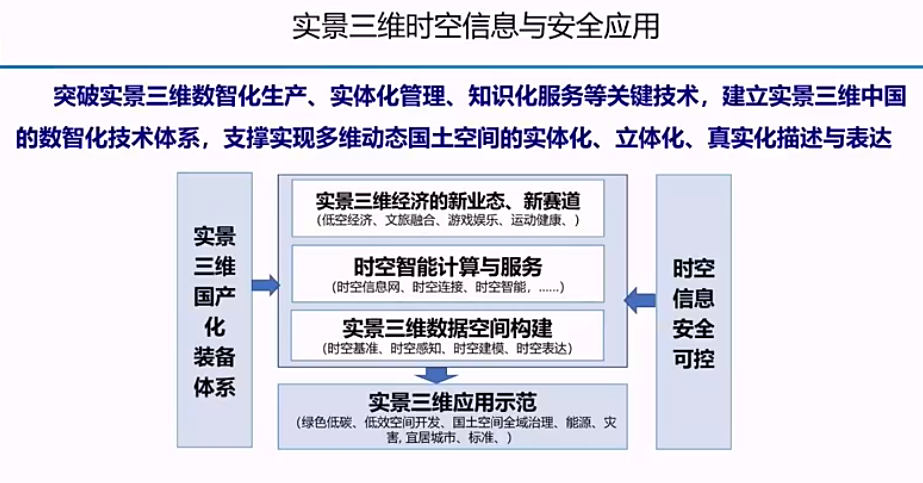 实景三维时空信息与安全应用
突破实景三维数智化生产、实体化管理、知识化服务等关键技术，建立实景三维中国
的数智化技术体系，支撑实现多维动态国土空间的实体化、立体化、真实化描述与表达
实景
三维
国产
化
装备
体系
实景三维经济的新业态、新赛道
（低空经济、文旅融合、游戏娱乐、运动健康、）
时空智能计算与服务
（时空信息网、时空连接、时空智能，……）
实景三维数据空间构建
（时空基准、时空感知、时空建模、时空表达）
实景三维应用示范
（绿色低碳、低效空间开发、国土空间全域治理、能源、灾
害, 宜居城市、标准、）
时空
信息
安全
可控